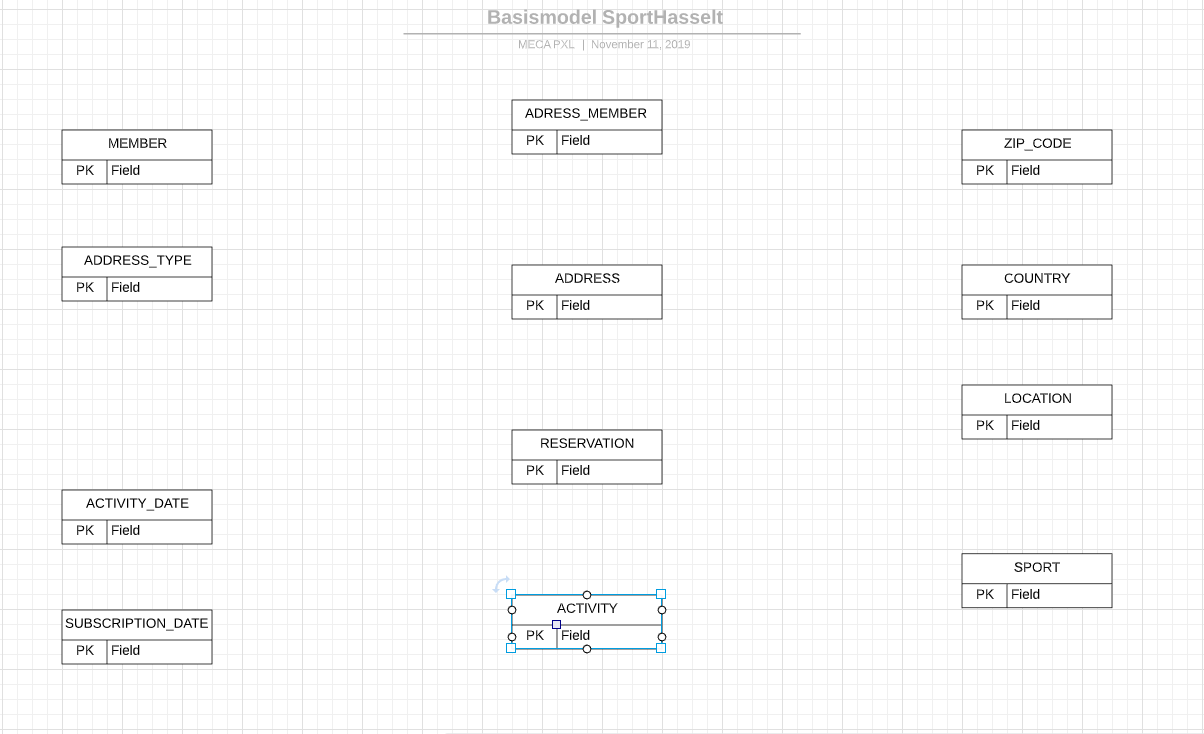 Basismodel SportHasselt
MECA PXL | November 11, 2019
ADRESS_MEMBER
PK Field
MEMBER
PK Field
ZIP_CODE
PK Field
ADDRESS_TYPE
PK Field
ADDRESS
PK Field
COUNTRY
PK Field
LOCATION
PK Field
RESERVATION
PK Field
ACTIVITY_DATE
PK Field
SPORT
PK Field
ACTIVITY
PK Field
SUBSCRIPTION_DATE
PK Field